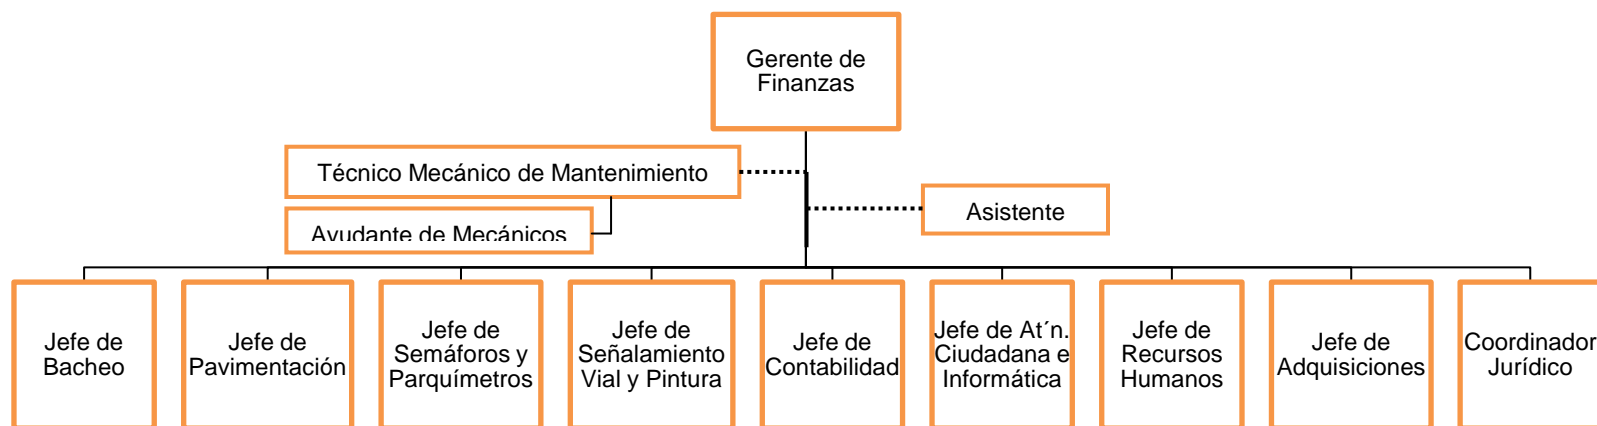 Gerente de
Finanzas
Técnico Mecánico de Mantenimiento
Asistente
Ayudante de Mecánicos
Jefe de
Bacheo
Jefe de
Pavimentación
Jefe de
Semáforos y
Parquímetros
Jefe de
Señalamiento
Vial y Pintura
Jefe de
Contabilidad
Jefe de At´n.
Ciudadana e
Informática
Jefe de
Recursos
Humanos
Jefe de
Adquisiciones
Coordinador
Jurídico